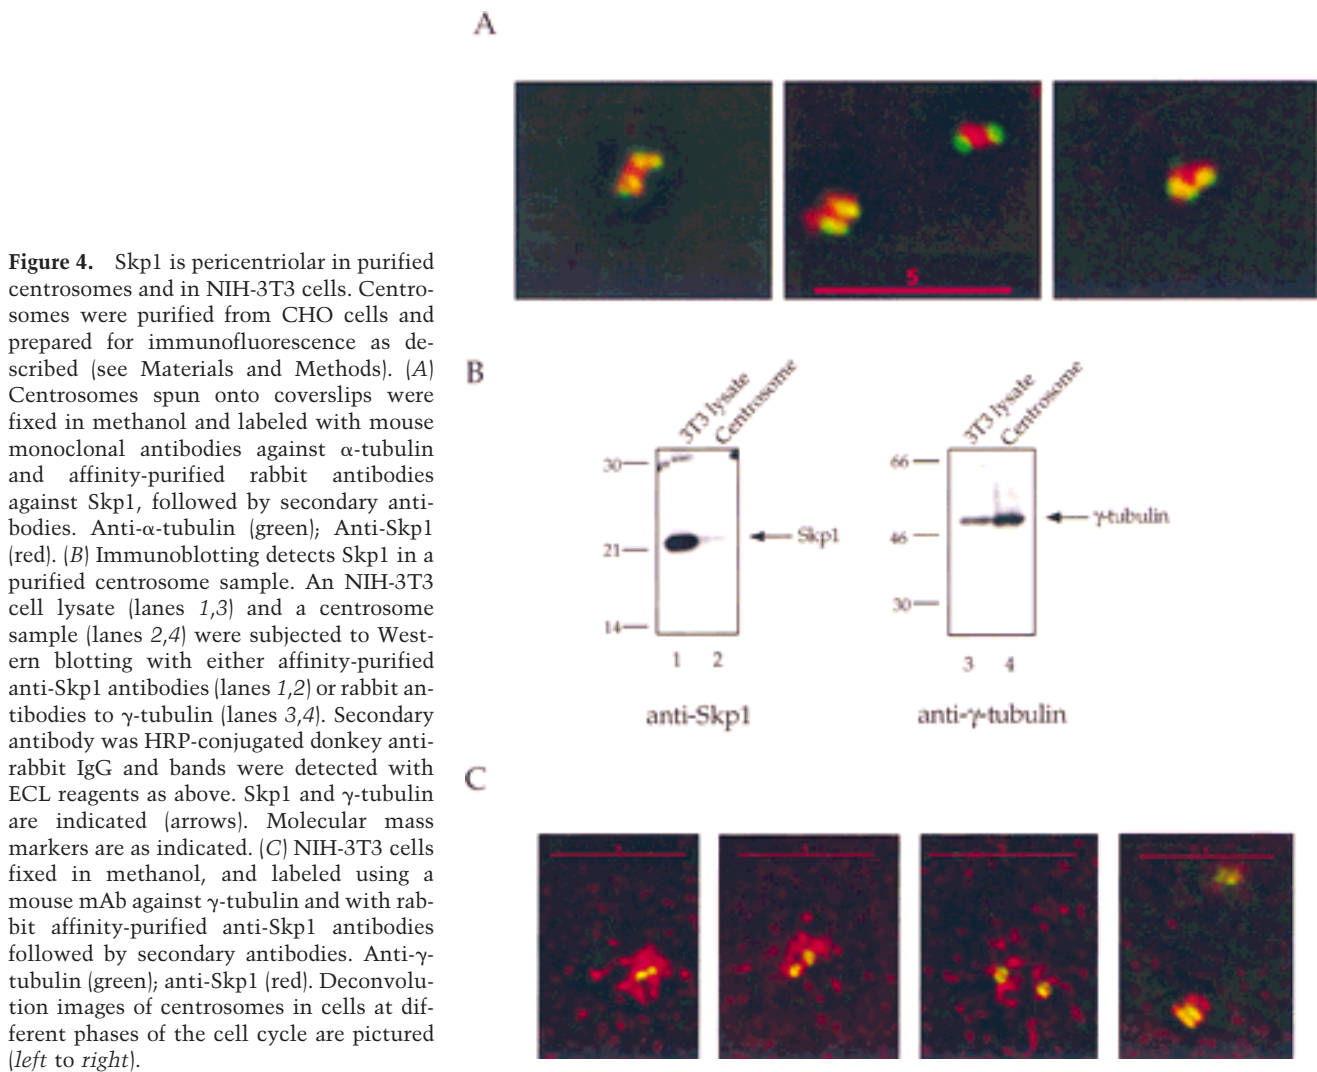 A
Figure 4. Skp1 is pericentriolar in purified
centrosomes and in NIH-3T3 cells. Centro-
somes were purified from CHO cells and
prepared for immunofluorescence as de-
scribed (see Materials and Methods). (A)
Centrosomes spun onto coverslips were
fixed in methanol and labeled with mouse
monoclonal antibodies against α-tubulin
and affinity-purified rabbit antibodies
against Skp1, followed by secondary anti-
bodies. Anti-α-tubulin (green); Anti-Skp1
(red). (B) Immunoblotting detects Skp1 in a
purified centrosome sample. An NIH-3T3
cell lysate (lanes 1,3) and a centrosome
sample (lanes 2,4) were subjected to West-
ern blotting with either affinity-purified
anti-Skp1 antibodies (lanes 1,2) or rabbit an-
tibodies to γ-tubulin (lanes 3,4). Secondary
antibody was HRP-conjugated donkey anti-
rabbit IgG and bands were detected with
ECL reagents as above. Skp1 and γ-tubulin
are indicated (arrows). Molecular mass
markers are as indicated. (C) NIH-3T3 cells
fixed in methanol, and labeled using a
mouse mAb against γ-tubulin and with rab-
bit affinity-purified anti-Skp1 antibodies
followed by secondary antibodies. Anti-γ-
tubulin (green); anti-Skp1 (red). Deconvolu-
tion images of centrosomes in cells at dif-
ferent phases of the cell cycle are pictured
(left to right).
5
B
3T3 lysate
Centrosome
30
21
14
Skp1
1 2
anti-Skp1
3T3 lysate
Centrosome
66
46
30
γ-tubulin
3 4
anti-γ-tubulin
C